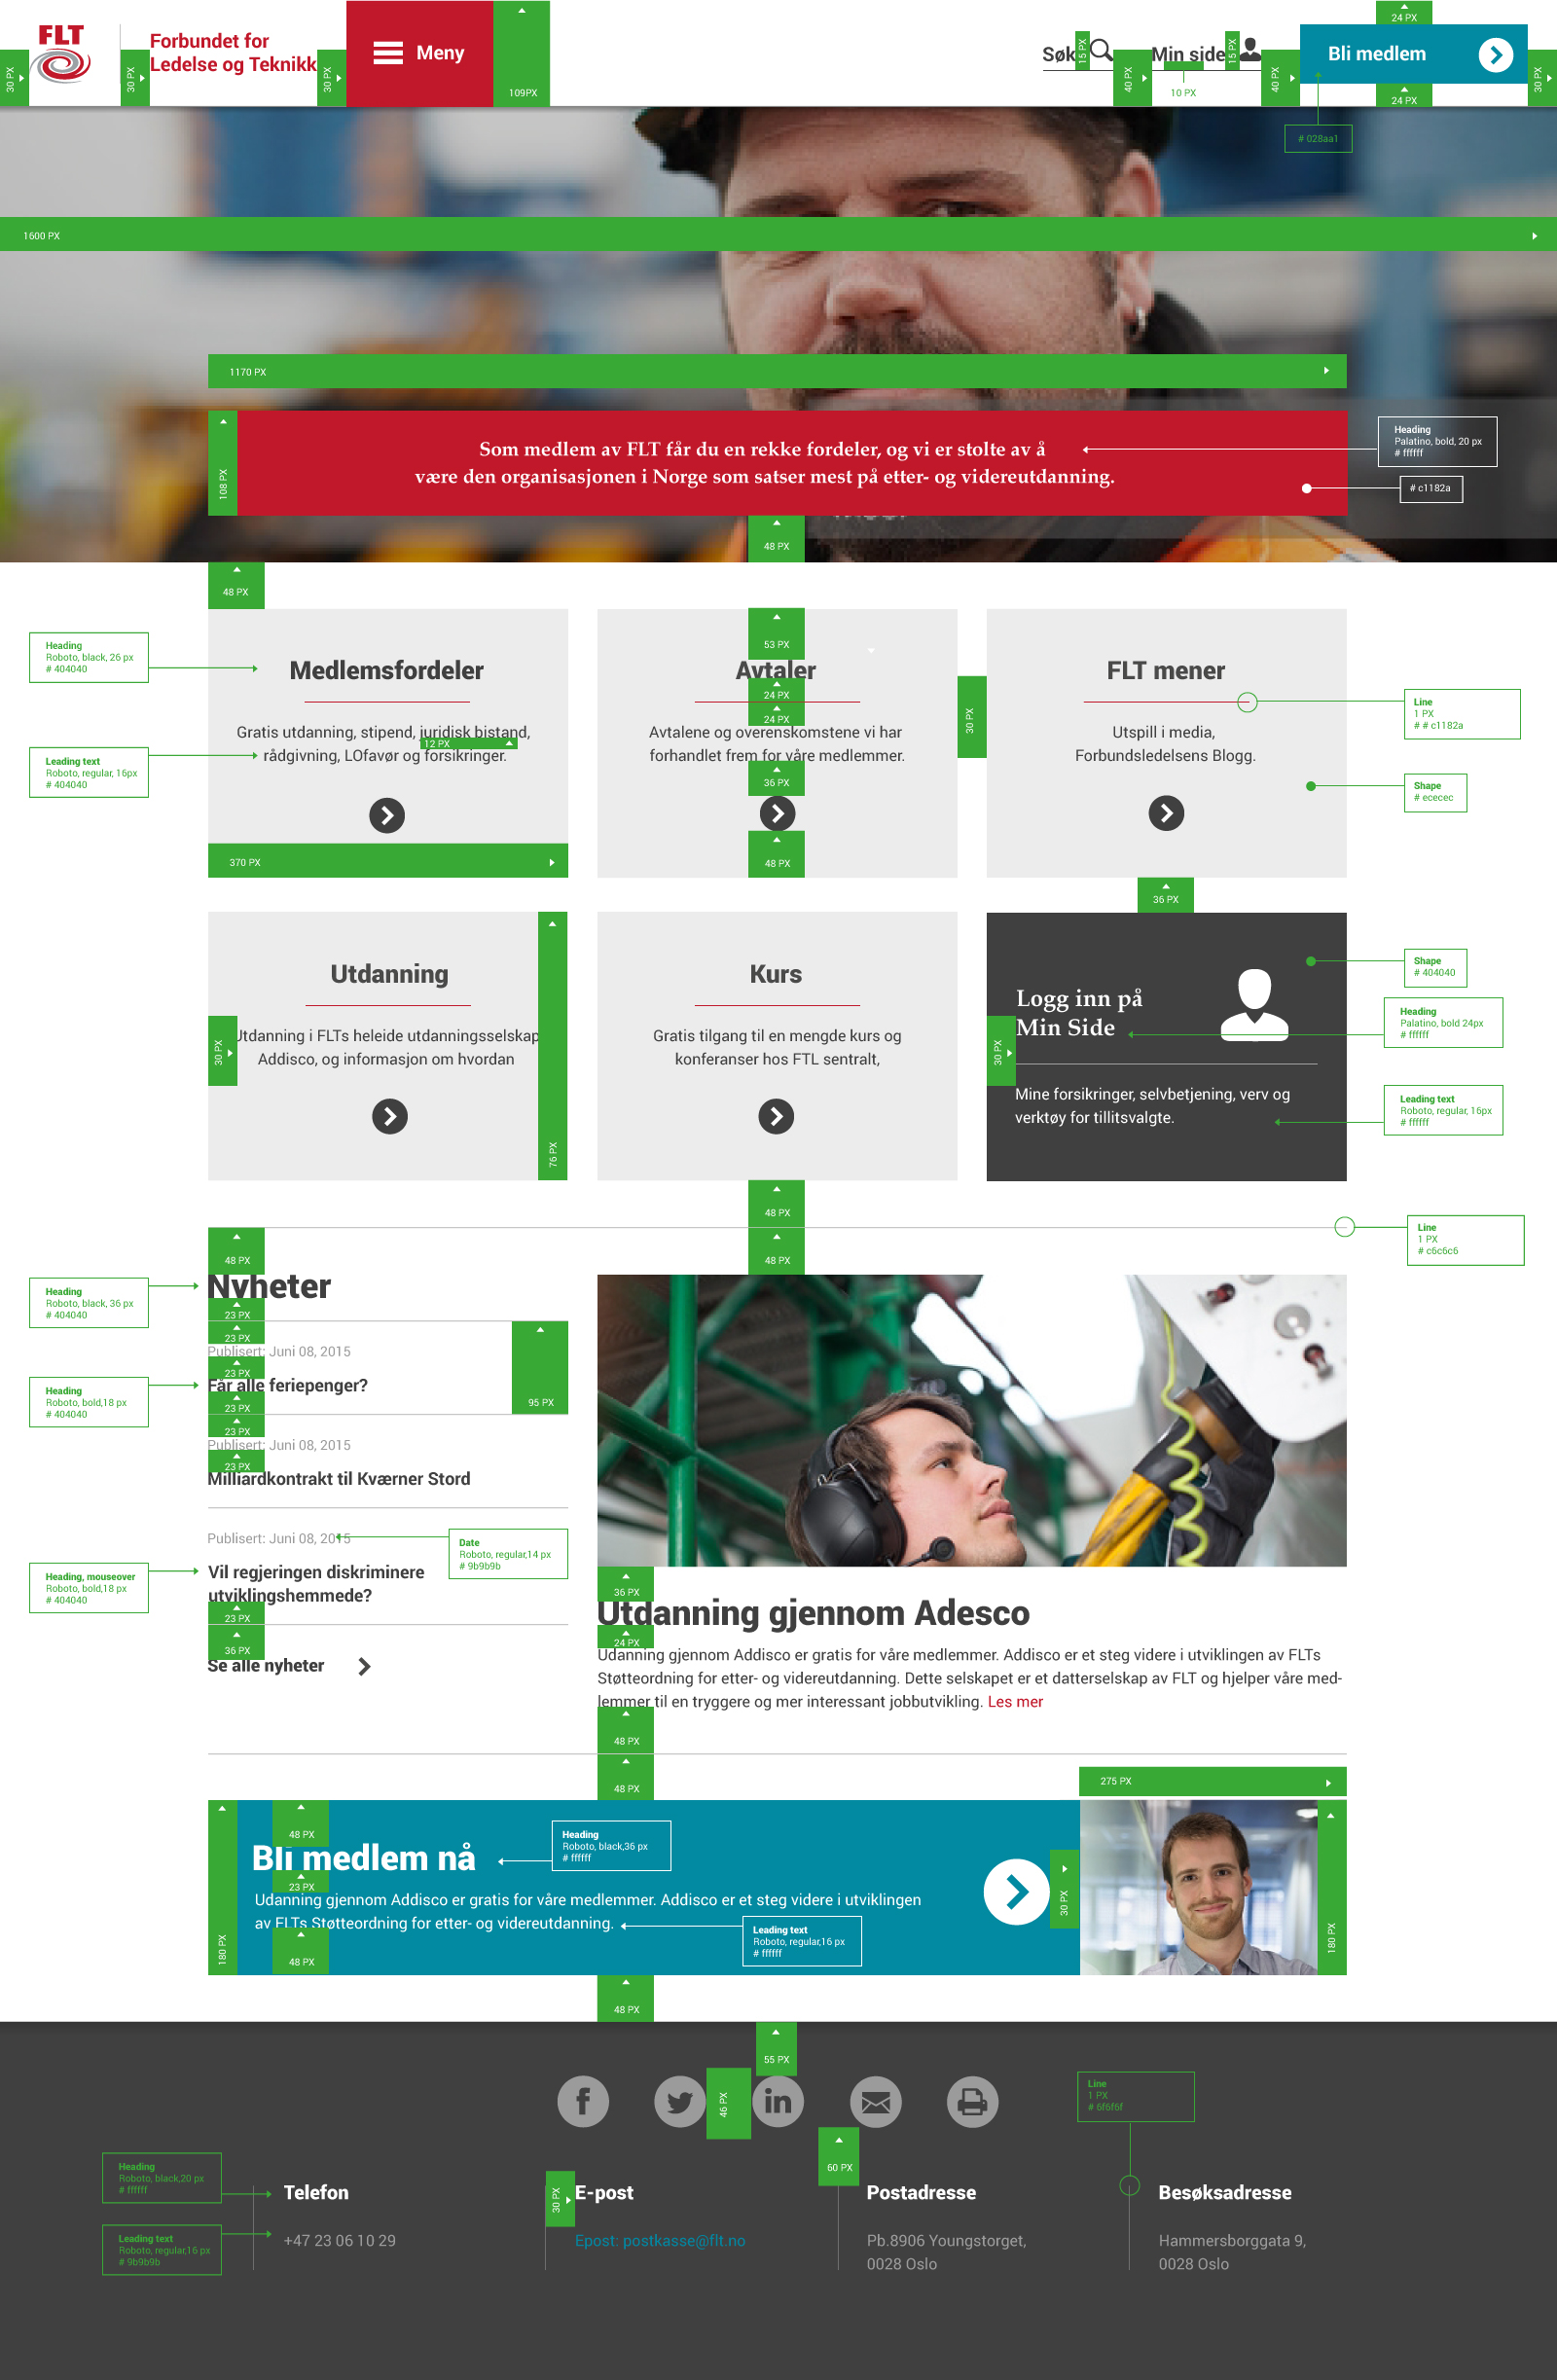 FLT
Forbundet for
Ledelse og Teknikk
Meny
Søk
Min side
Bli medlem
30 PX
30 PX
30 PX
109PX
15 PX
40 PX
10 PX
15 PX
40 PX
24 PX
24 PX
30 PX
# 028aa1
1600 PX
1170 PX
108 PX
Som medlem av FLT får du en rekke fordeler, og vi er stolte av å
være den organisasjonen i Norge som satser mest på etter- og videreutdanning.
Heading
Palatino, bold, 20 px
# ffffff
# c1182a
48 PX
48 PX
Heading
Roboto, black, 26 px
# 404040
Leading text
Roboto, regular, 16px
# 404040
Medlemsfordeler
Gratis utdanning, stipend, juridisk bistand,
12 PX
rådgivning, LOfavør og forsikringer.
370 PX
53 PX
Avtaler
24 PX
24 PX
Avtalene og overenskomstene vi har
forhandlet frem for våre medlemmer.
36 PX
48 PX
30 PX
FLT mener
Utspill i media,
Forbundsledelsens Blogg.
Line
1 PX
# # c1182a
Shape
# ececec
36 PX
Utdanning
Utdanning i FLTs heleide utdanningsselskap
Addisco, og informasjon om hvordan
30 PX
76 PX
Kurs
Gratis tilgang til en mengde kurs og
konferanser hos FTL sentralt,
Logg inn på
Min Side
30 PX
Mine forsikringer, selvbetjening, verv og
verktøy for tillitsvalgte.
Shape
# 404040
Heading
Palatino, bold 24px
# ffffff
Leading text
Roboto, regular, 16px
# ffffff
48 PX
48 PX
48 PX
Line
1 PX
# c6c6c6
Heading
Roboto, black, 36 px
# 404040
Nyheter
23 PX
23 PX
Publisert: Juni 08, 2015
23 PX
Får alle feriepenger?
23 PX
95 PX
Heading
Roboto, bold,18 px
# 404040
23 PX
Publisert: Juni 08, 2015
23 PX
Milliardkontrakt til Kværner Stord
Publisert: Juni 08, 2015
Date
Roboto, regular,14 px
# 9b9b9b
Heading, mouseover
Roboto, bold,18 px
# 404040
Vil regjeringen diskriminere
utviklingshemmede?
23 PX
36 PX
Se alle nyheter
36 PX
Utdanning gjennom Adesco
24 PX
Udanning gjennom Addisco er gratis for våre medlemmer. Addisco er et steg videre i utviklingen av FLTs
Støtteordning for etter- og videreutdanning. Dette selskapet er et datterselskap av FLT og hjelper våre med-
lemmer til en tryggere og mer interessant jobbutvikling. Les mer
48 PX
48 PX
275 PX
180 PX
48 PX
Bli medlem nå
23 PX
Udanning gjennom Addisco er gratis for våre medlemmer. Addisco er et steg videre i utviklingen
av FLTs Støtteordning for etter- og videreutdanning.
48 PX
Heading
Roboto, black,36 px
# ffffff
Leading text
Roboto, regular,16 px
# ffffff
30 PX
180 PX
48 PX
55 PX
46 PX
60 PX
Line
1 PX
# 6f6f6f
Heading
Roboto, black,20 px
# ffffff
Leading text
Roboto, regular,16 px
# 9b9b9b
Telefon
+47 23 06 10 29
30 PX
E-post
Epost: postkasse@flt.no
Postadresse
Pb.8906 Youngstorget,
0028 Oslo
Besøksadresse
Hammersborggata 9,
0028 Oslo